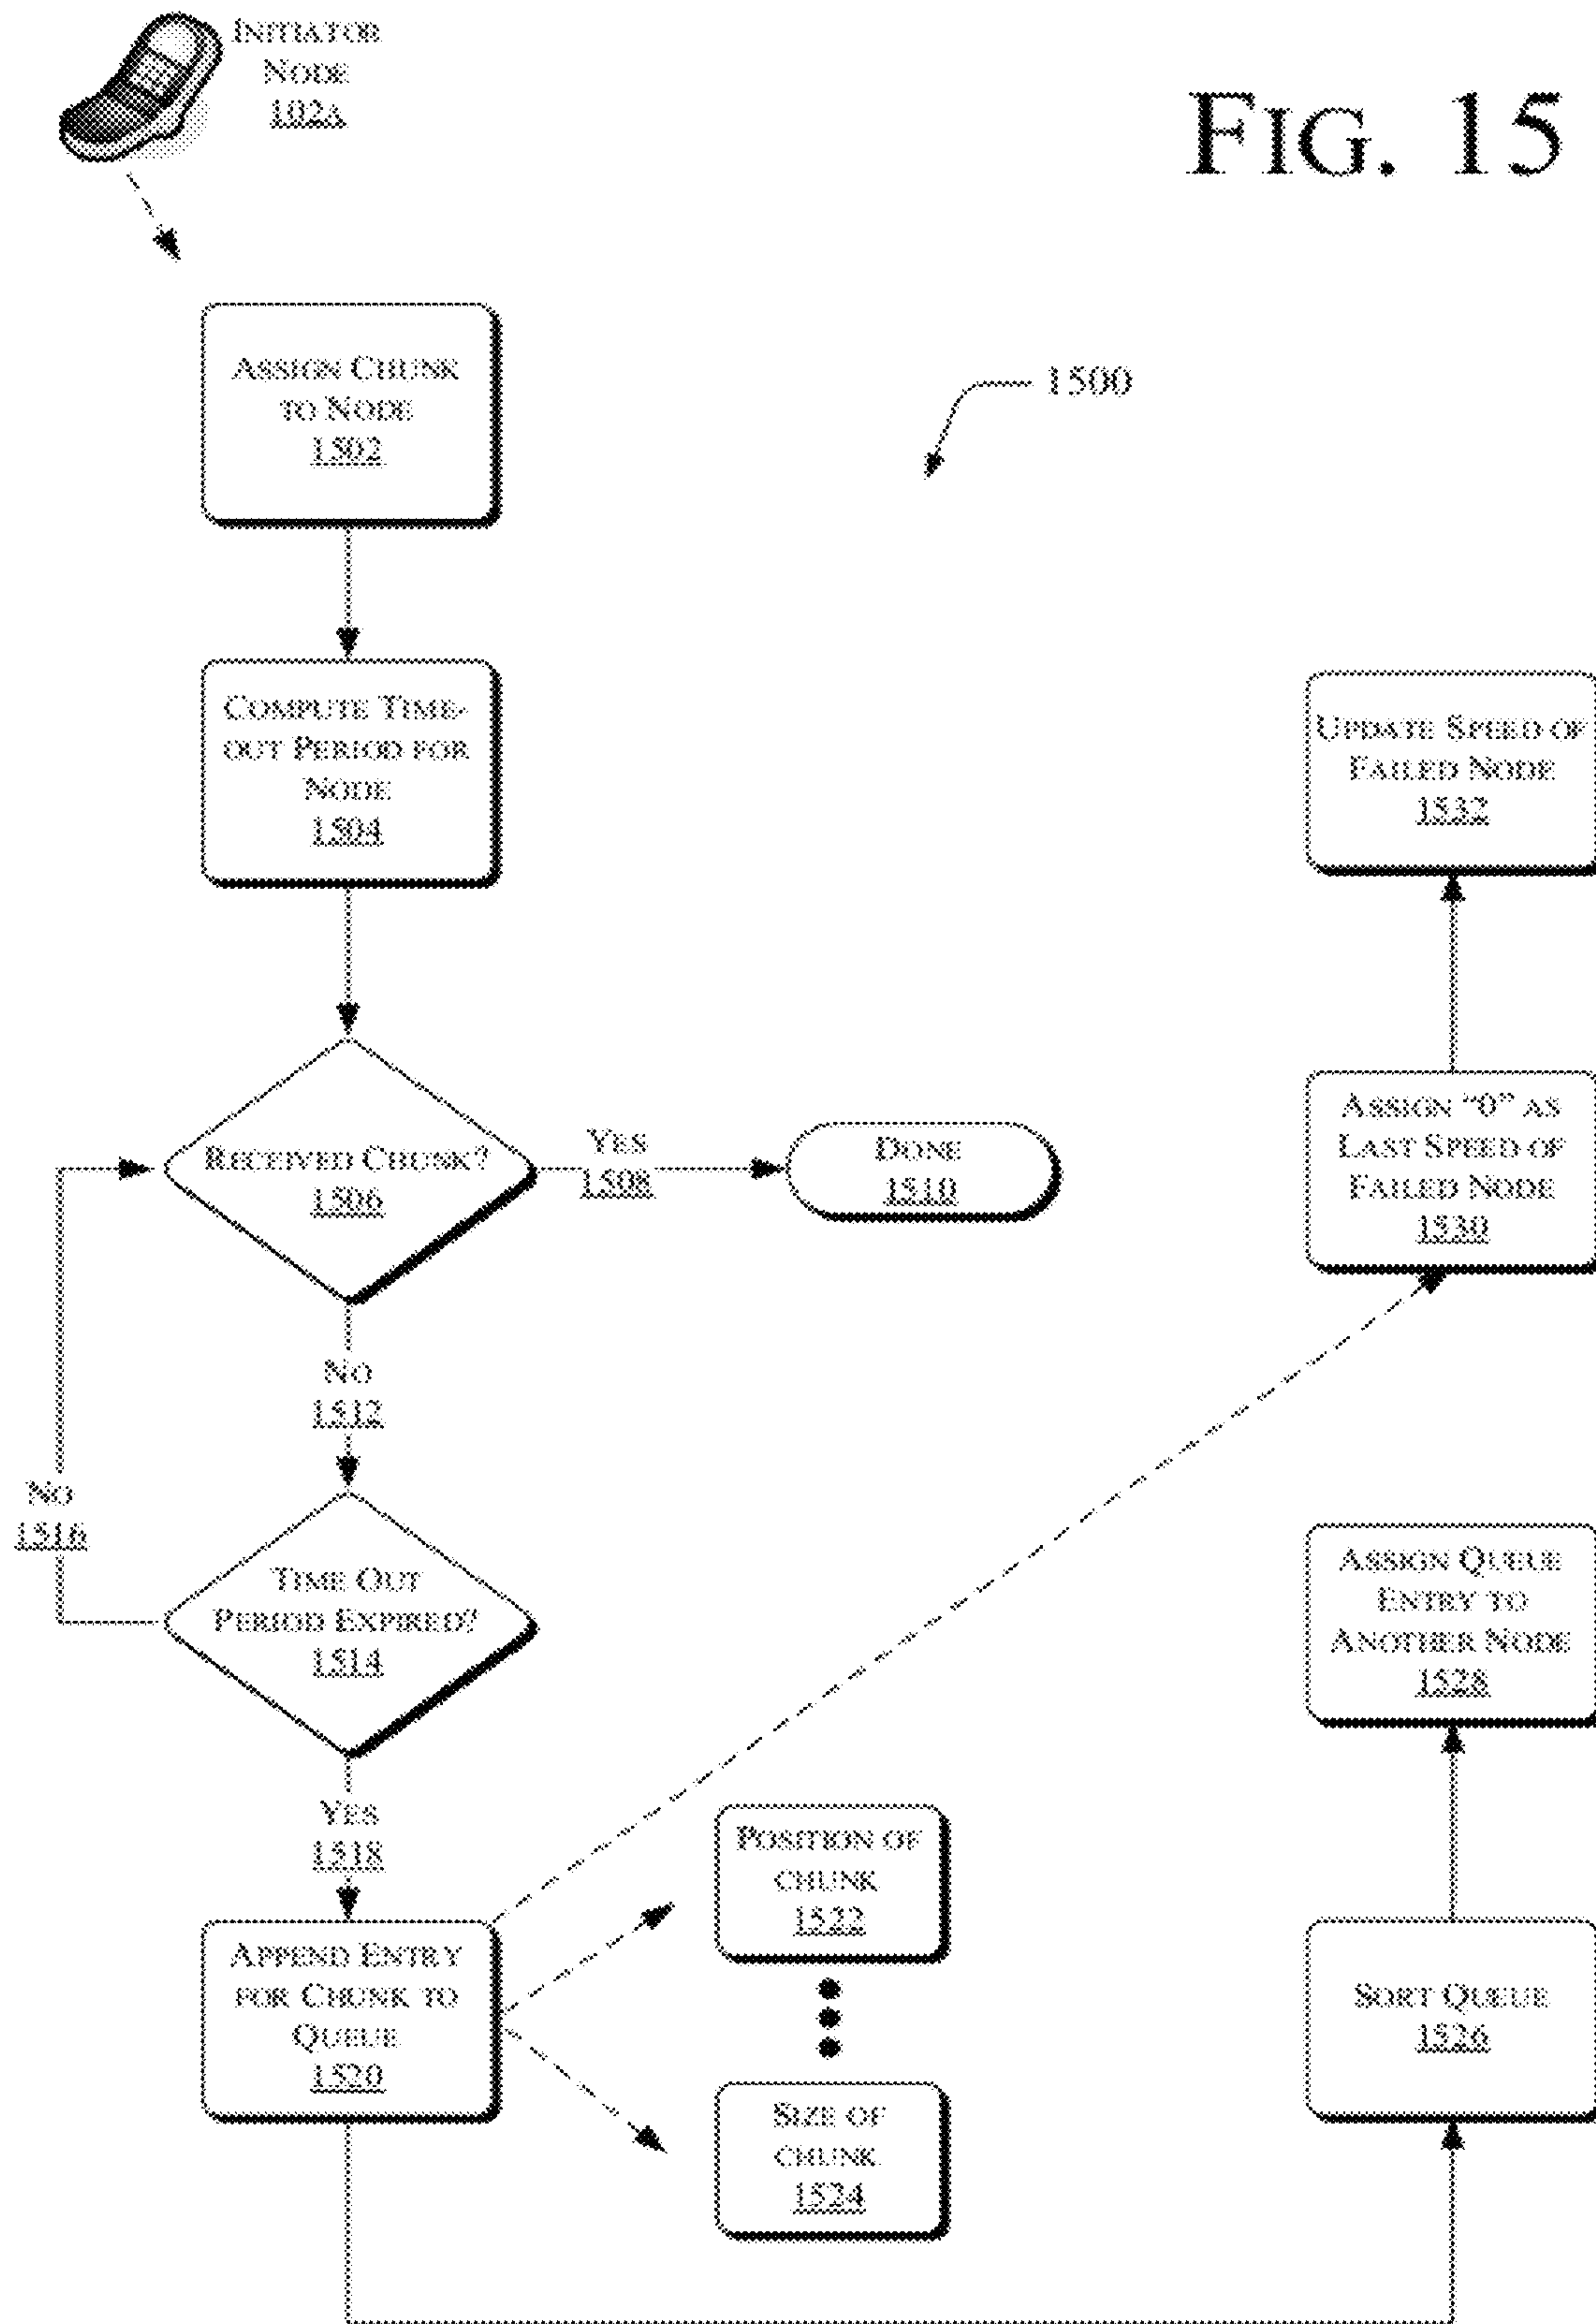 INITIATOR
NODE
102A
FIG. 15
ASSIGN CHUNK
TO NODE
1502
1500
COMPUTE TIME-
OUT PERIOD FOR
NODE
1504
UPDATE SPEED OF
FAILED NODE
1532
RECEIVED CHUNK?
1506
YES
1508
DONE
1510
ASSIGN “0” AS
LAST SPEED OF
FAILED NODE
1530
NO
1512
NO
1516
TIME OUT
PERIOD EXPIRED?
1514
ASSIGN QUEUE
ENTRY TO
ANOTHER NODE
1528
YES
1518
POSITION OF
CHUNK
1522
APPEND ENTRY
FOR CHUNK TO
QUEUE
1520
SORT QUEUE
1526
SIZE OF
CHUNK
1524